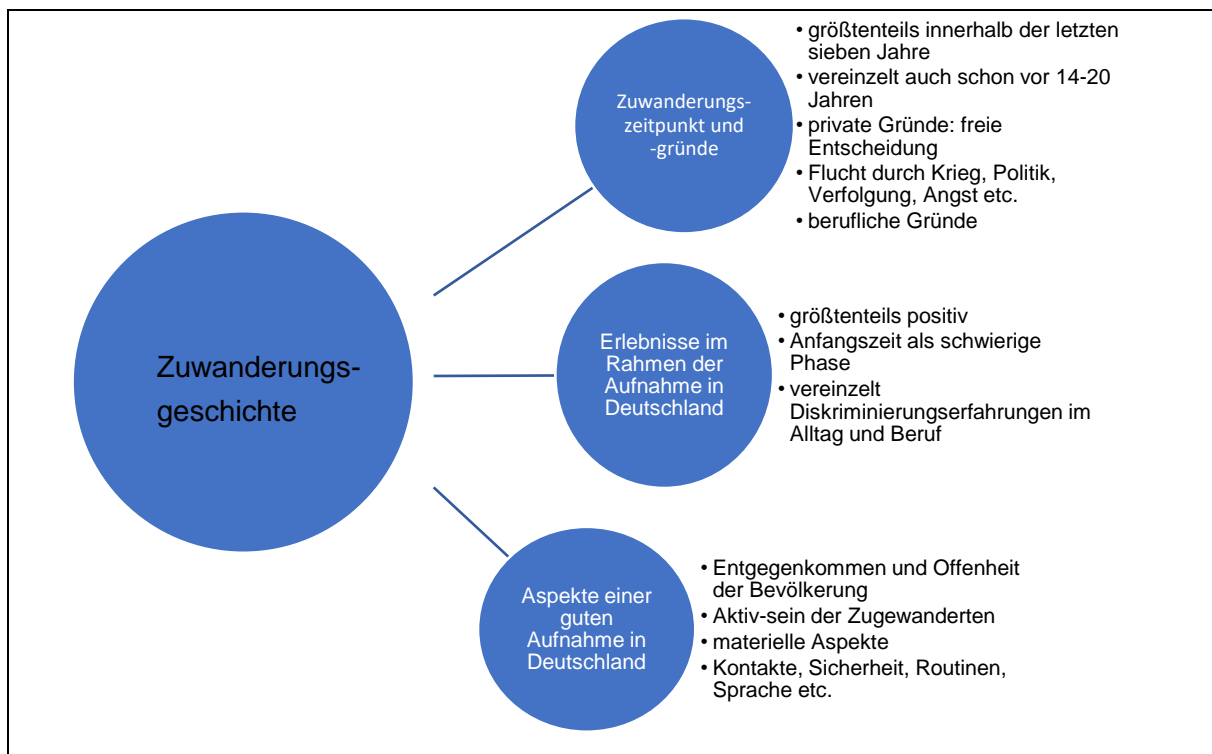 Zuwanderungs-
geschichte
Zuwanderungs-
zeitpunkt und
-gründe
• größtenteils innerhalb der letzten
sieben Jahre
• vereinzelt auch schon vor 14-20
Jahren
• private Gründe: freie
Entscheidung
• Flucht durch Krieg, Politik,
Verfolgung, Angst etc.
• berufliche Gründe
Erlebnisse im
Rahmen der
Aufnahme in
Deutschland
• größtenteils positiv
• Anfangszeit als schwierige
Phase
• vereinzelt
Diskriminierungserfahrungen im
Alltag und Beruf
Aspekte einer
guten
Aufnahme in
Deutschland
• Entgegenkommen und Offenheit
der Bevölkerung
• Aktiv-sein der Zugewanderten
• materielle Aspekte
• Kontakte, Sicherheit, Routinen,
Sprache etc.